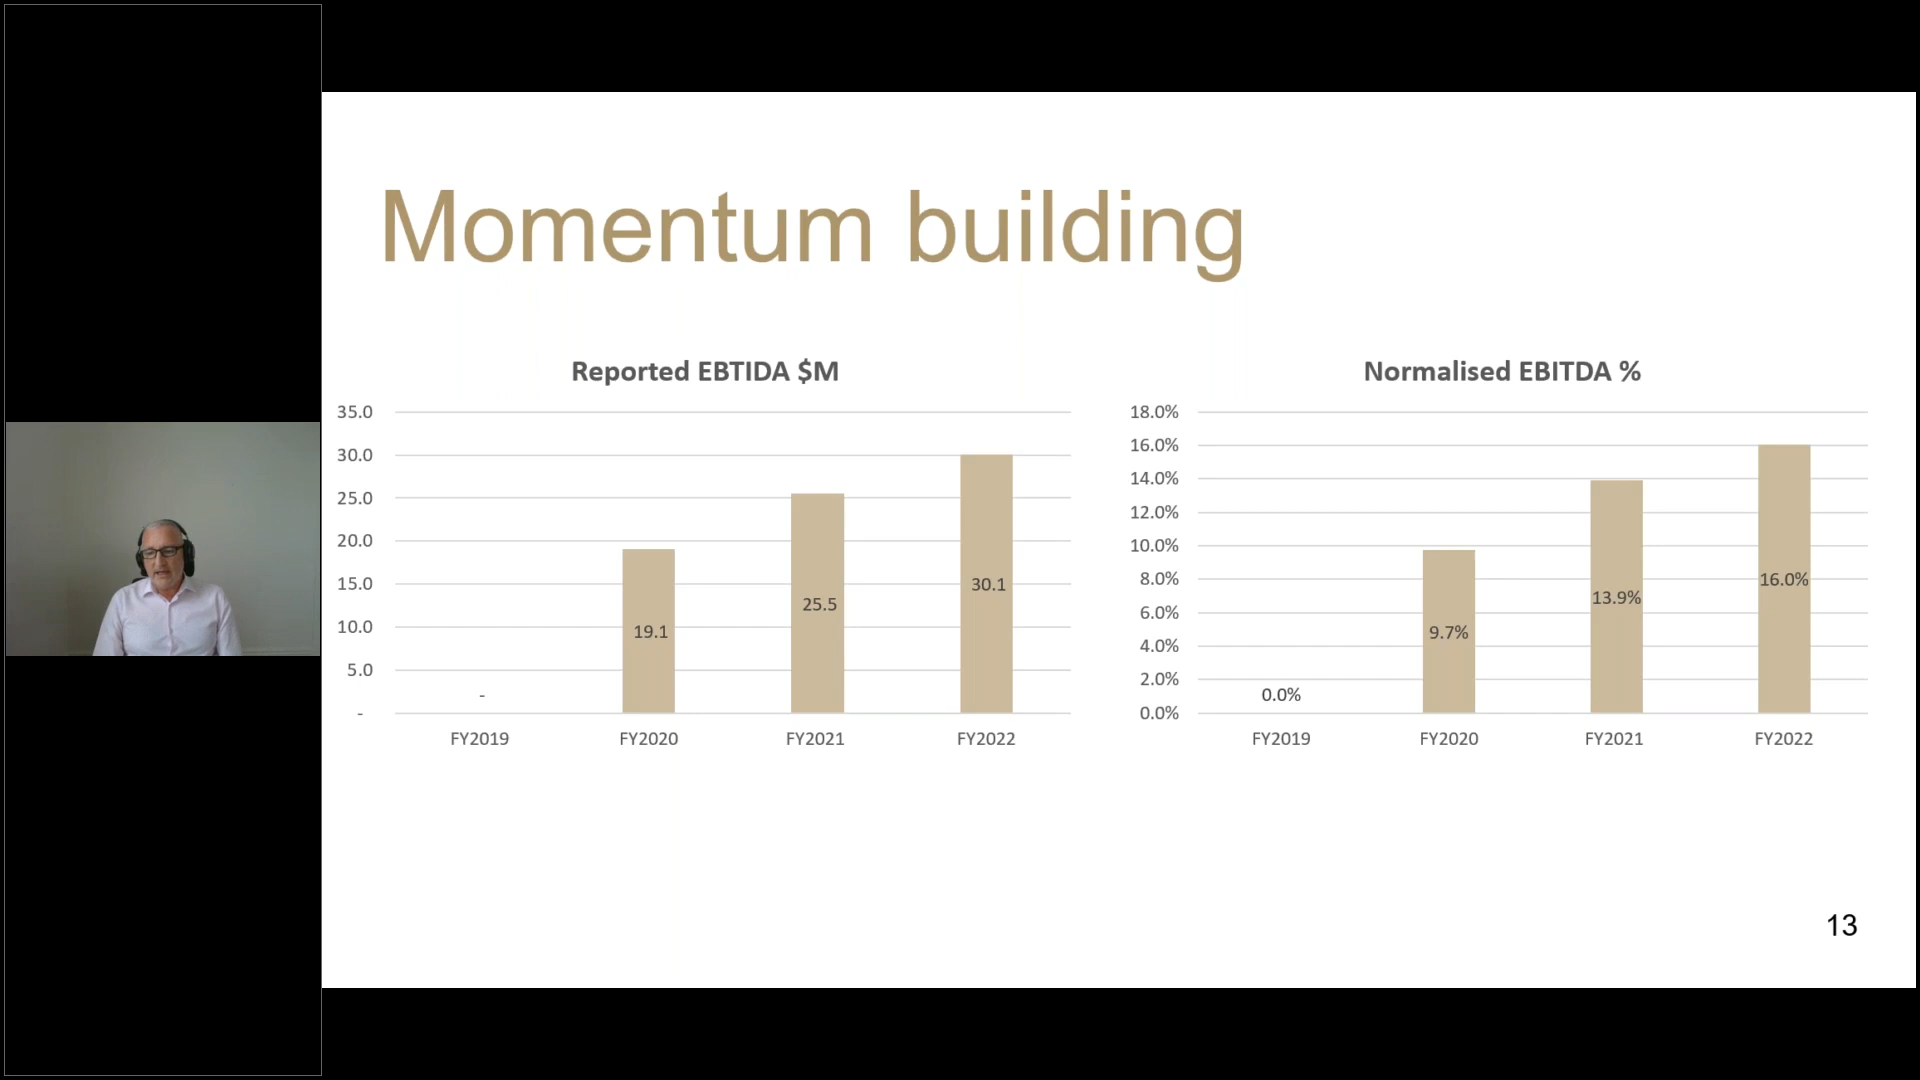 Momentum building
Reported EBTIDA $M
35.0
30.0
25.0
20.0
15.0
10.0
5.0
-
-
19.1
25.5
30.1
FY2019
FY2020
FY2021
FY2022
Normalised EBITDA %
18.0%
16.0%
14.0%
12.0%
10.0%
8.0%
6.0%
4.0%
2.0%
0.0%
0.0%
9.7%
13.9%
16.0%
FY2019
FY2020
FY2021
FY2022
13